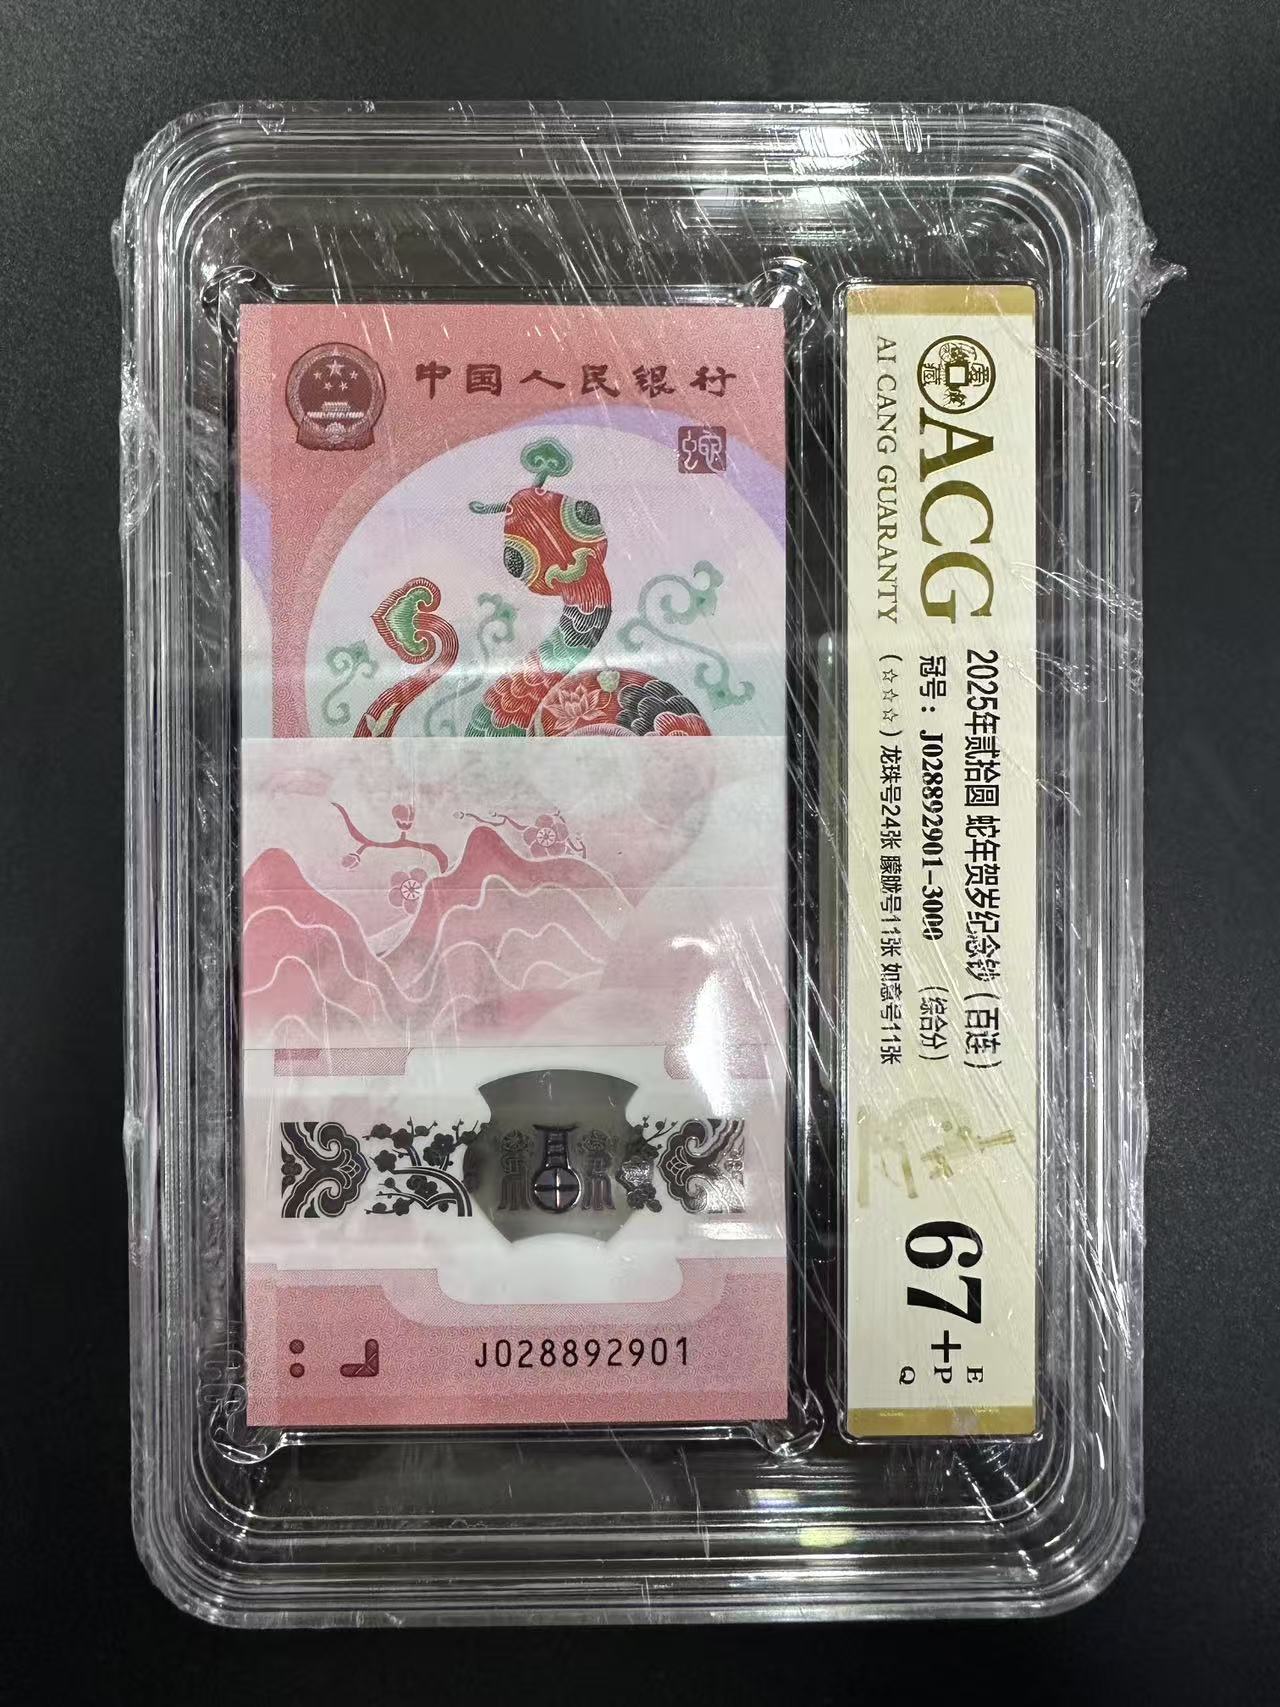 中国人民银行
J028892901
ACG
AI CANG GUARANTY
2025年贰拾圆 蛇年贺岁纪念钞（百连）
冠号：J028892901-3000 （综合分）
（☆☆☆）龙珠号24张 朦胧号11张 如意号11张
67+
E
P
Q